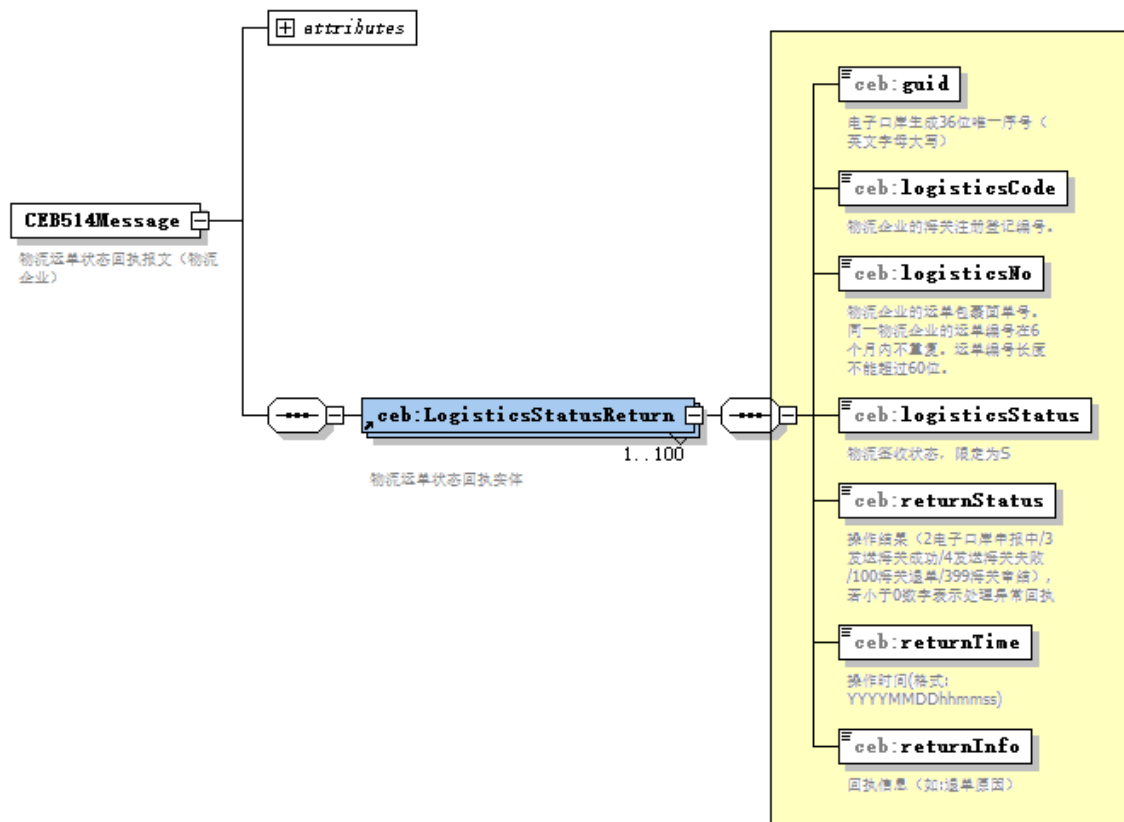 attributes
CEB514Message
物流运单状态回执报文（物流
企业）
ceb:LogisticsStatusReturn
1..100
物流运单状态回执实体
ceb:guid
电子口岸生成36位唯一序号（
英文字母大写）
ceb:logisticsCode
物流企业的海关注册登记编号。
ceb:logisticsNo
物流企业的运单包裹面单号。
同一物流企业的运单编号在6
个月内不重复。运单编号长度
不能超过60位。
ceb:logisticsStatus
物流签收状态，限定为S
ceb:returnStatus
操作结果（2电子口岸申报中/3
发送海关成功/4发送海关失败
/100海关退单/399海关审结），
若小于0数字表示处理异常回执
ceb:returnTime
操作时间(格式:
YYYYMMDDhhmmss)
ceb:returnInfo
回执信息（如:退单原因）